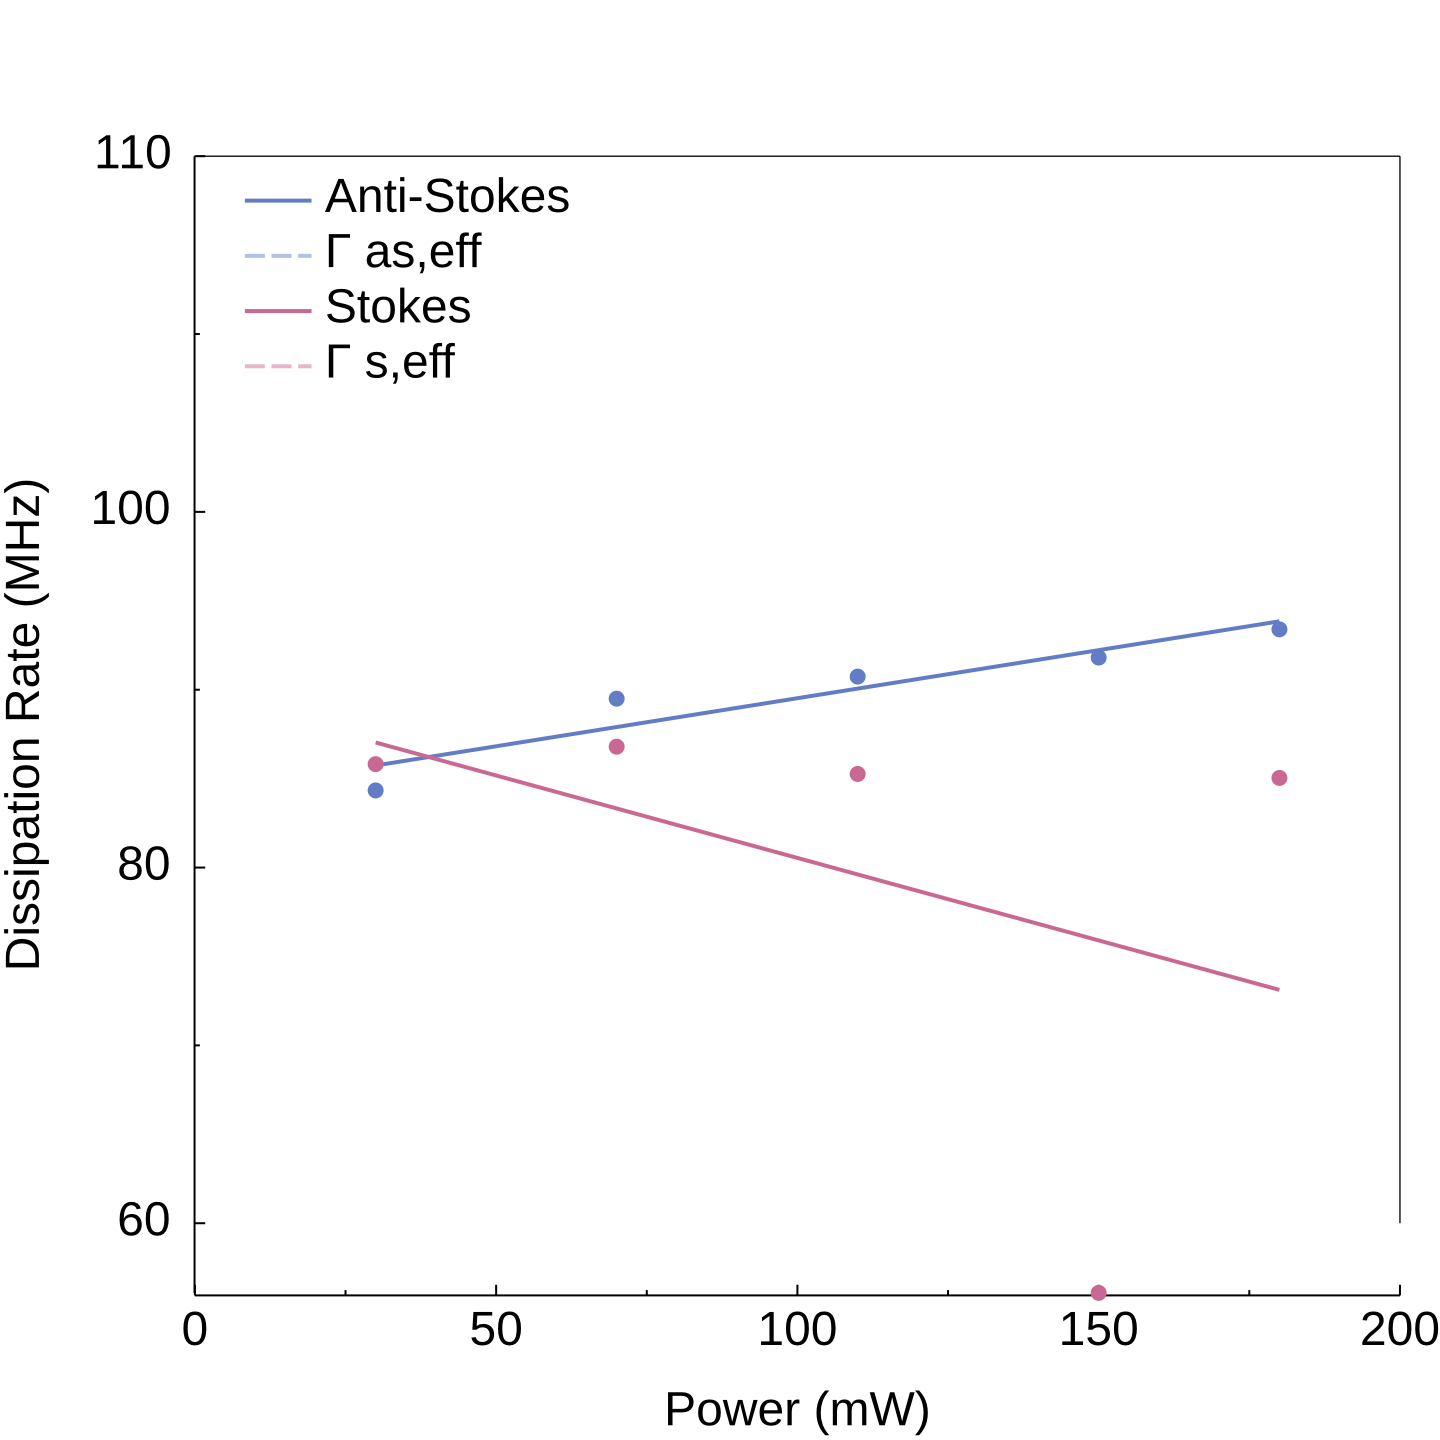 110
Anti-Stokes
Γ as,eff
Stokes
Γ s,eff
100
80
60
Dissipation Rate (MHz)
0 50 100 150 200
Power (mW)